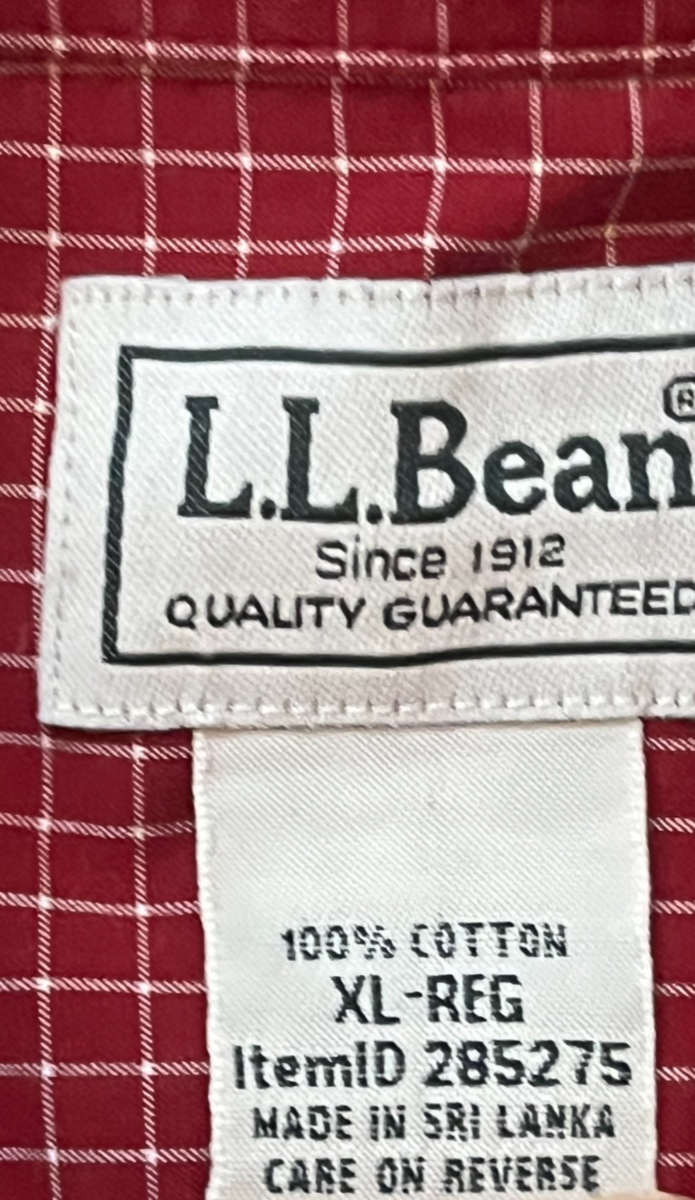 L.L.Bean®
Since 1912
QUALITY GUARANTEED
100% COTTON
XL-REG
ItemID 285275
MADE IN SRI LANKA
CARE ON REVERSE